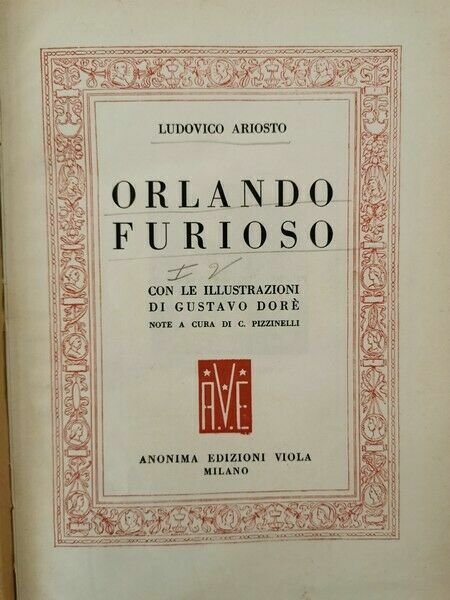 LUDOVICO ARIOSTO
ORLANDO
FURIOSO
CON LE ILLUSTRAZIONI
DI GUSTAVO DORÈ
NOTE A CURA DI C. PIZZINELLI
A.V.E
ANONIMA EDIZIONI VIOLA
MILANO